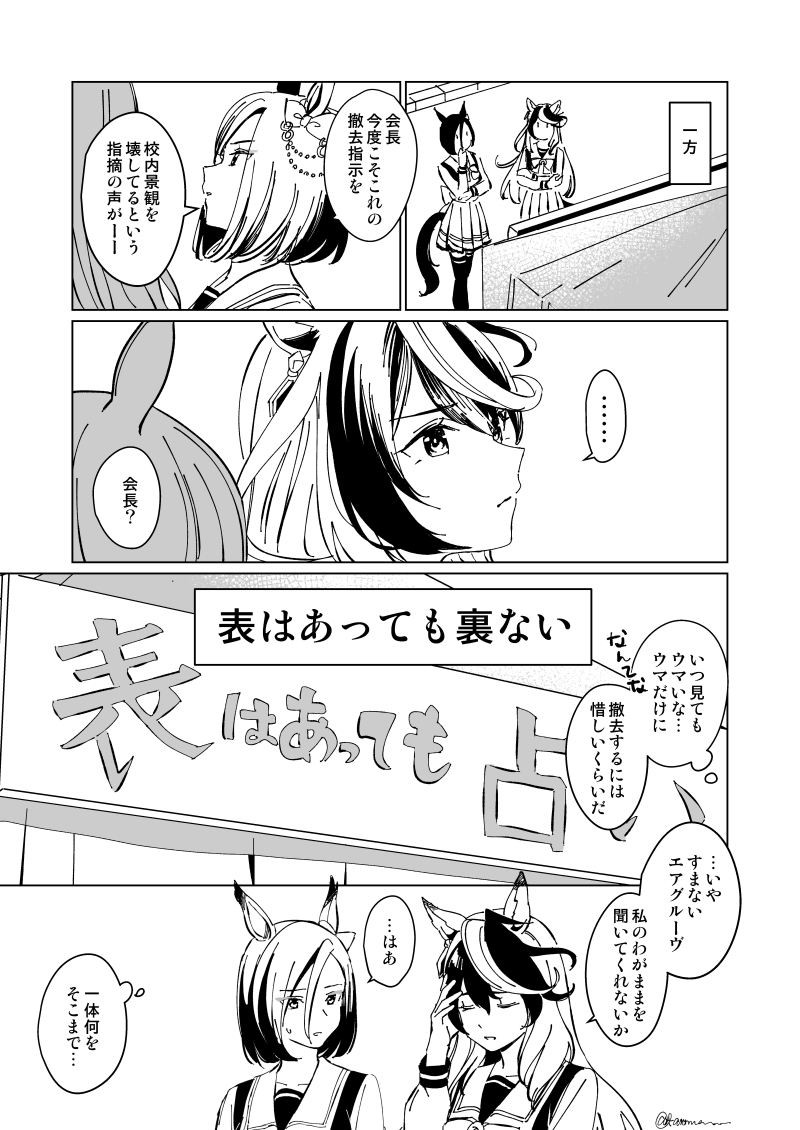 一方
会長
今度こそこれの
撤去指示を
校内景観を
壊してるという
指摘の声がーー
……
会長?
表はあっても裏ない
表はあっても占い
いつ見ても
ウマいな…
ウマだけに
なんてな
撤去するには
惜しいくらいだ
…いや
すまない
エアグルーヴ
私のわがままを
聞いてくれないか
…はあ
一体何を
そこまで…